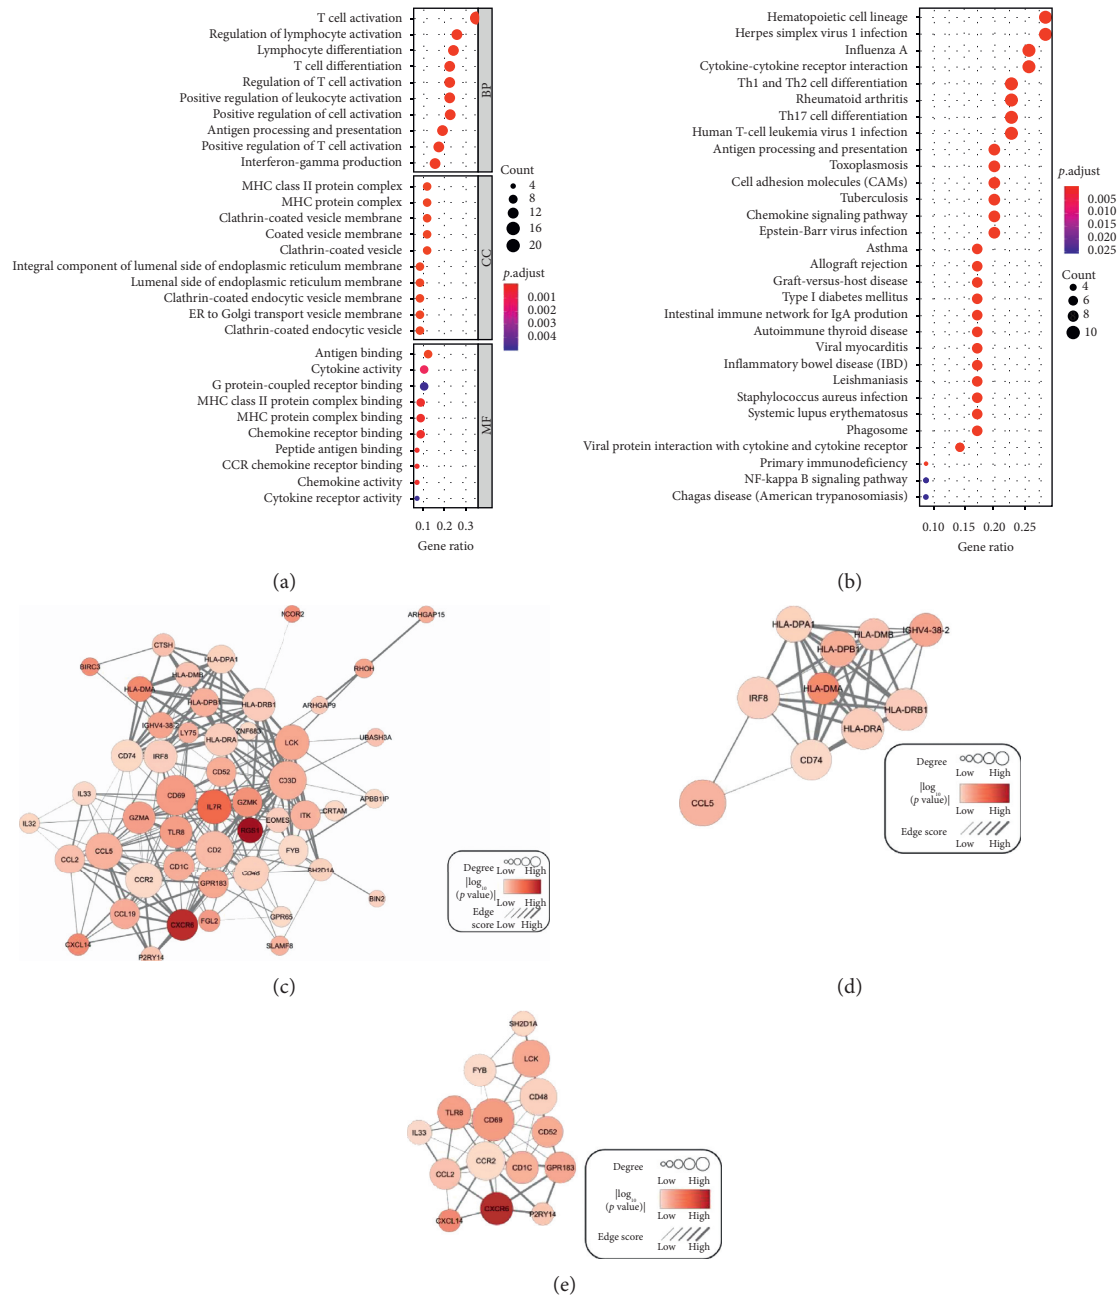 T cell activation
Regulation of lymphocyte activation
Lymphocyte differentiation
T cell differentiation
Regulation of T cell activation
Positive regulation of leukocyte activation
Positive regulation of cell activation
Antigen processing and presentation
Positive regulation of T cell activation
Interferon-gamma production
BP
MHC class II protein complex
MHC protein complex
Clathrin-coated vesicle membrane
Coated vesicle membrane
Clathrin-coated vesicle
Integral component of lumenal side of endoplasmic reticulum membrane
Lumenal side of endoplasmic reticulum membrane
Clathrin-coated endocytic vesicle membrane
ER to Golgi transport vesicle membrane
Clathrin-coated endocytic vesicle
CC
Antigen binding
Cytokine activity
G protein-coupled receptor binding
MHC class II protein complex binding
MHC protein complex binding
Chemokine receptor binding
Peptide antigen binding
CCR chemokine receptor binding
Chemokine activity
Cytokine receptor activity
MF
0.1 0.2 0.3
Gene ratio
Count
4
8
12
16
20
p.adjust
0.001
0.002
0.003
0.004
(a)
Hematopoietic cell lineage
Herpes simplex virus 1 infection
Influenza A
Cytokine-cytokine receptor interaction
Th1 and Th2 cell differentiation
Rheumatoid arthritis
Th17 cell differentiation
Human T-cell leukemia virus 1 infection
Antigen processing and presentation
Toxoplasmosis
Cell adhesion molecules (CAMs)
Tuberculosis
Chemokine signaling pathway
Epstein-Barr virus infection
Asthma
Allograft rejection
Graft-versus-host disease
Type I diabetes mellitus
Intestinal immune network for IgA prodution
Autoimmune thyroid disease
Viral myocarditis
Inflammatory bowel disease (IBD)
Leishmaniasis
Staphylococcus aureus infection
Systemic lupus erythematosus
Phagosome
Viral protein interaction with cytokine and cytokine receptor
Primary immunodeficiency
NF-kappa B signaling pathway
Chagas disease (American trypanosomiasis)
0.10 0.15 0.20 0.25
Gene ratio
p.adjust
0.005
0.010
0.015
0.020
0.025
Count
4
6
8
10
(b)
NCOR2
ARHGAP15
CTSH
HLA-DPA1
BIRC3
HLA-DMB
RHOH
HLA-DMA
HLA-DPB1
HLA-DRB1
ARHGAP9
IGHV4-38-2
LY75
ZNF683
HLA-DRA
LCK
UBASH3A
CD74
IRF8
CD52
CD3D
IL33
CD69
IL7R
GZMK
APBB1IP
CRTAM
IL32
GZMA
TLR8
RGS1
EOMES
ITK
CCL5
CCL2
CD2
FYB
CD1C
CD48
SH2D1A
CCR2
GPR183
BIN2
CCL19
CXCR6
FGL2
GPR65
CXCL14
P2RY14
SLAMF8
Degree
Low High
|log10
(p value)|
Low High
Edge
score Low High
(c)
HLA-DPA1
HLA-DMB
IGHV4-38-2
HLA-DPB1
HLA-DMA
IRF8
HLA-DRB1
HLA-DRA
CD74
CCL5
Degree
Low High
|log10
(p value)|
Low High
Edge score
Low High
(d)
SH2D1A
LCK
FYB
CD48
TLR8
CD69
IL33
CD52
CCR2
CCL2
CD1C
GPR183
CXCR6
CXCL14
P2RY14
Degree
Low High
|log10
(p value)|
Low High
Edge score
Low High
(e)